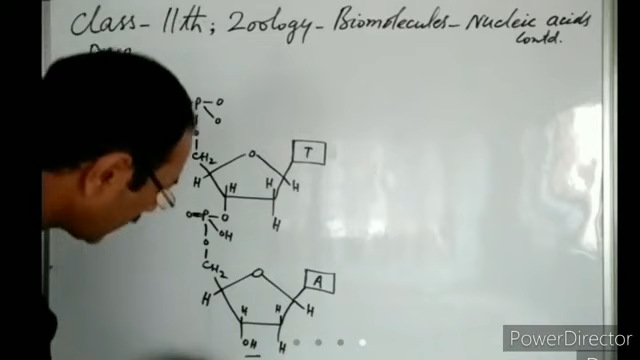 Class - 11th; Zoology - Biomolecules - Nucleic acids
Contd.
P-O
O
O
CH2
O
T
H
H
H
H
H
O=P-O
OH
O
CH2
O
A
H
H
H
H
OH
H
PowerDirector